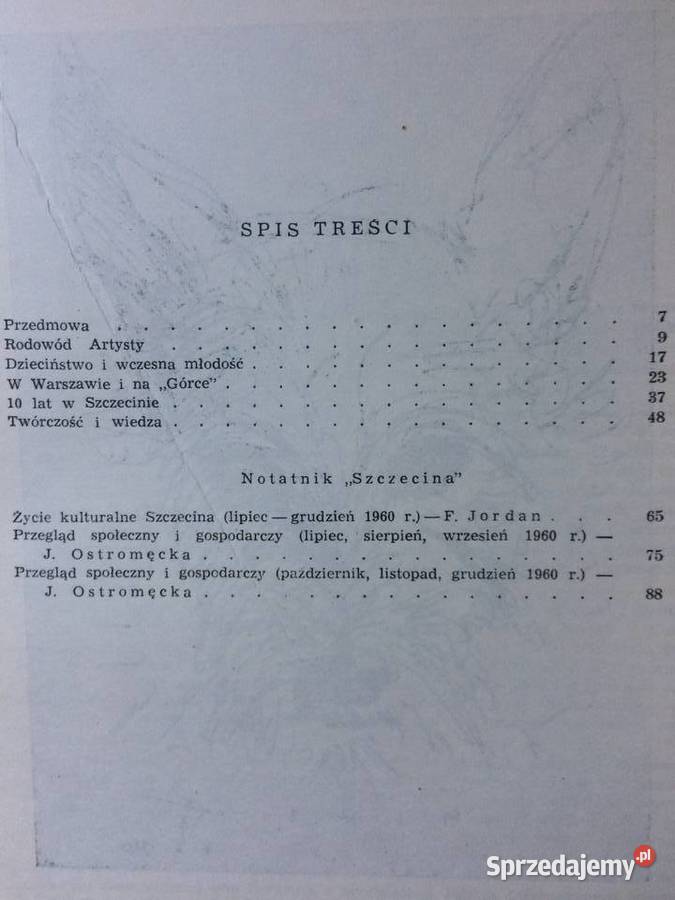 SPIS TREŚCI
Przedmowa . . . . . . . . . . . . . . . . . . . . 7
Rodowód Artysty . . . . . . . . . . . . . . . . . . 9
Dzieciństwo i wczesna młodość . . . . . . . . . . . . . . 17
W Warszawie i na „Górce” . . . . . . . . . . . . . . . 23
10 lat w Szczecinie . . . . . . . . . . . . . . . . . 37
Twórczość i wiedza . . . . . . . . . . . . . . . . . 48
Notatnik „Szczecina”
Życie kulturalne Szczecina (lipiec — grudzień 1960 r.) — F. Jordan . . . 65
Przegląd społeczny i gospodarczy (lipiec, sierpień, wrzesień 1960 r.) —
J. Ostromęcka . . . . . . . . . . . . . . . . 75
Przegląd społeczny i gospodarczy (październik, listopad, grudzień 1960 r.) —
J. Ostromęcka . . . . . . . . . . . . . . . . 88
Sprzedajemy.pl